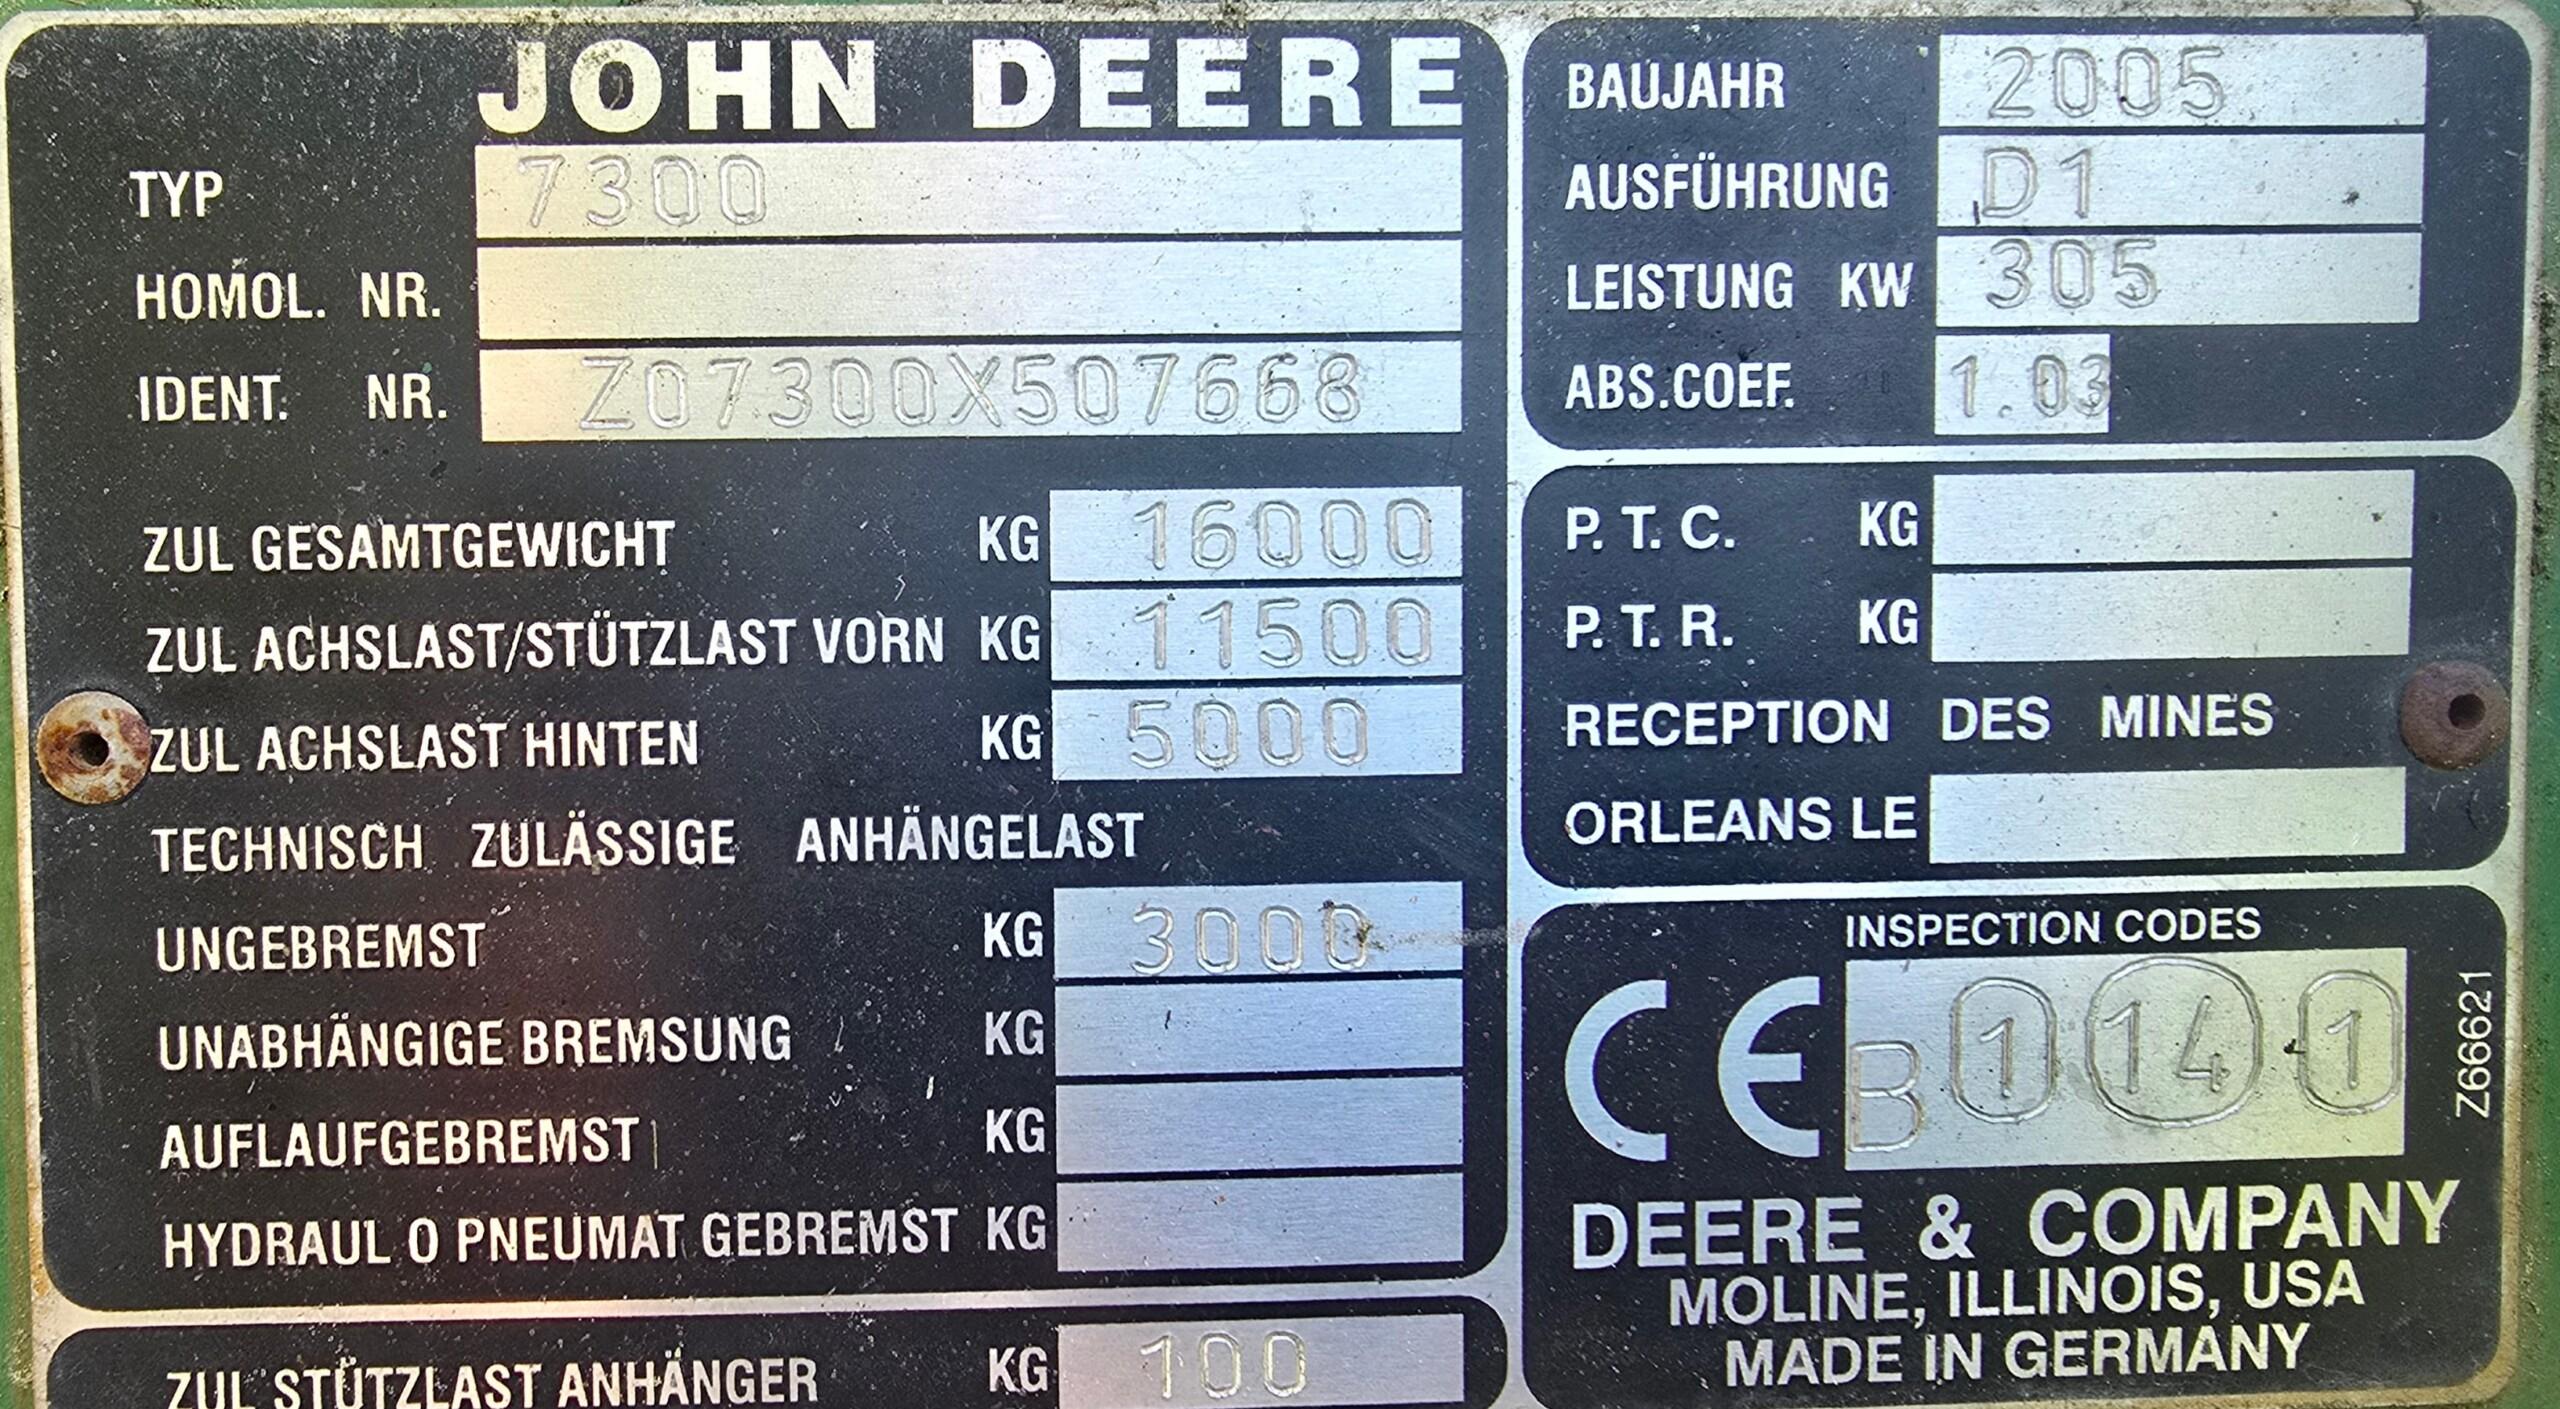 JOHN DEERE
TYP 7300
HOMOL. NR.
IDENT. NR. Z07300X507668
ZUL GESAMTGEWICHT KG 16000
ZUL ACHSLAST/STÜTZLAST VORN KG 11500
ZUL ACHSLAST HINTEN KG 5000
TECHNISCH ZULÄSSIGE ANHÄNGELAST
UNGEBREMST KG 3000
UNABHÄNGIGE BREMSUNG KG
AUFLAUFGEBREMST KG
HYDRAUL O PNEUMAT GEBREMST KG
ZUL STÜTZLAST ANHÄNGER KG 100
BAUJAHR 2005
AUSFÜHRUNG D1
LEISTUNG KW 305
ABS.COEF. 1.03
P. T. C. KG
P. T. R. KG
RECEPTION DES MINES
ORLEANS LE
INSPECTION CODES
CE B 1 14 1
Z66621
DEERE & COMPANY
MOLINE, ILLINOIS, USA
MADE IN GERMANY